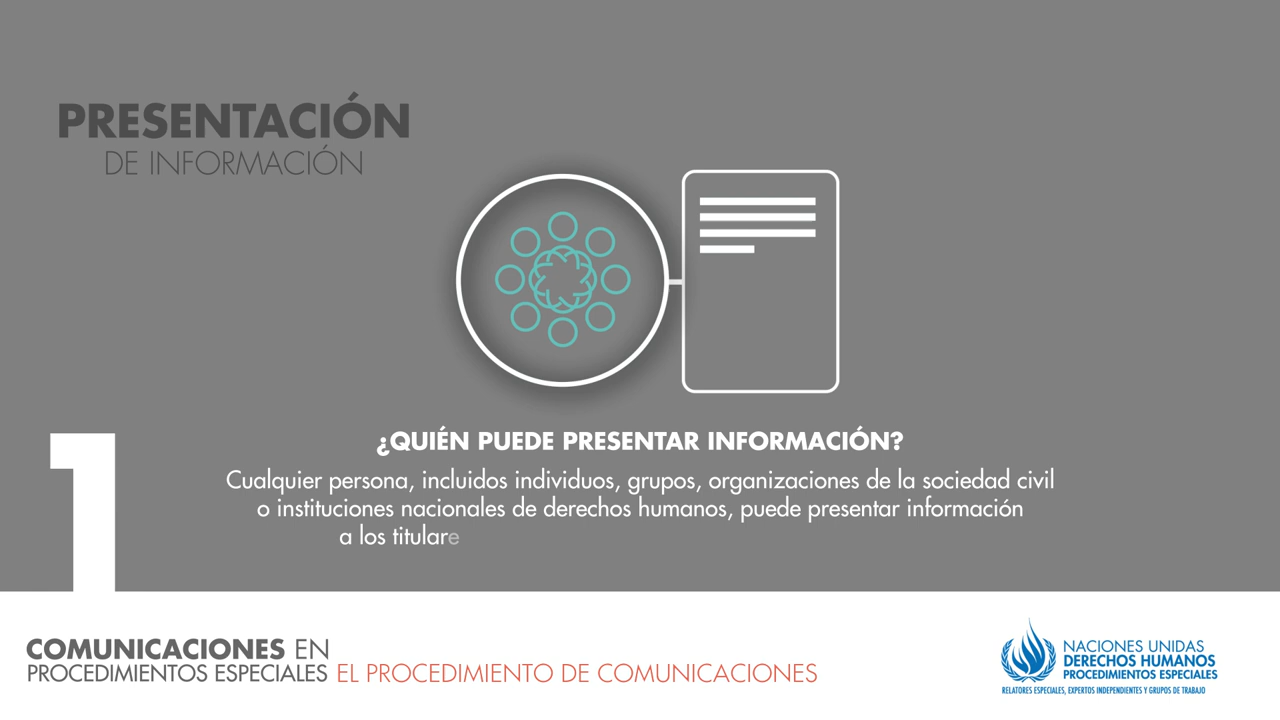 PRESENTACIÓN
DE INFORMACIÓN
¿QUIÉN PUEDE PRESENTAR INFORMACIÓN?
Cualquier persona, incluidos individuos, grupos, organizaciones de la sociedad civil
o instituciones nacionales de derechos humanos, puede presentar información
a los titulare
1
COMUNICACIONES EN
PROCEDIMIENTOS ESPECIALES EL PROCEDIMIENTO DE COMUNICACIONES
NACIONES UNIDAS
DERECHOS HUMANOS
PROCEDIMIENTOS ESPECIALES
RELATORES ESPECIALES, EXPERTOS INDEPENDIENTES Y GRUPOS DE TRABAJO